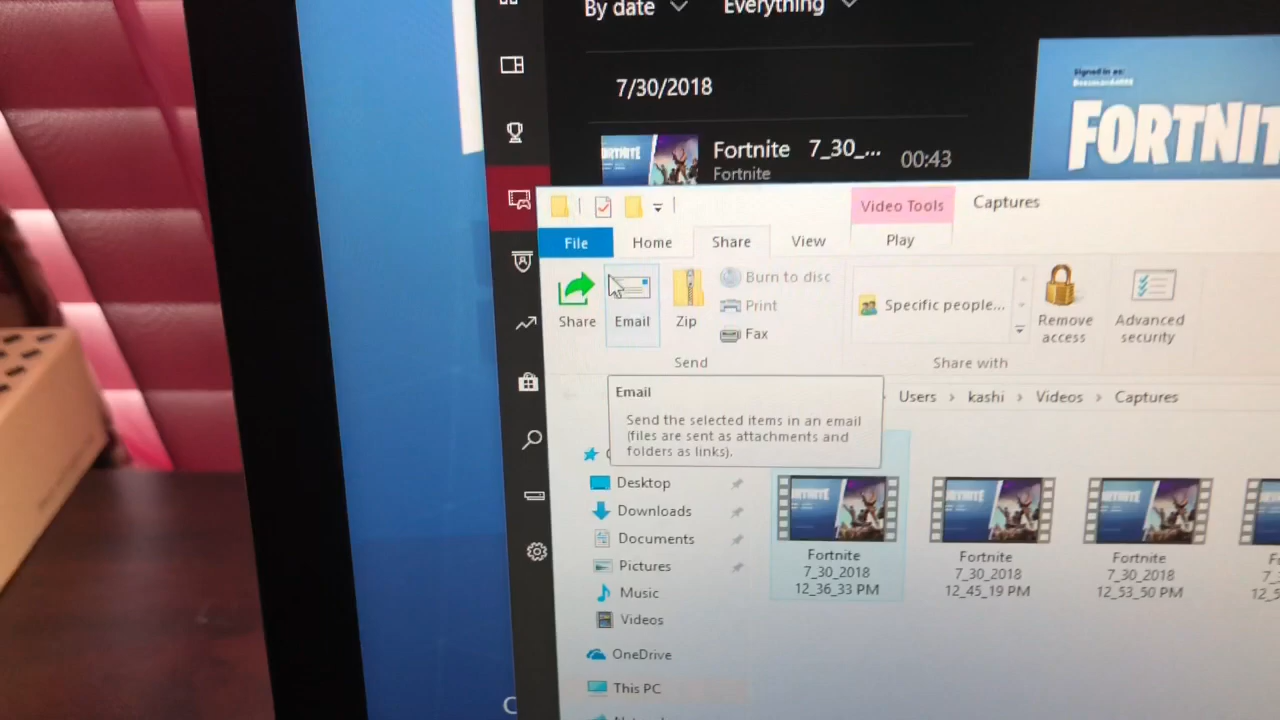 By date Everything
7/30/2018
Fortnite 7_30_... 00:43
Fortnite
Signed in as:
FORTNIT
Video Tools Captures
File Home Share View Play
Share Email Zip
Burn to disc
Print
Fax
Specific people...
Remove access
Advanced security
Send Share with
Users > kashi > Videos > Captures
Email
Send the selected items in an email
(files are sent as attachments and
folders as links).
Desktop
Downloads
Documents
Pictures
Music
Videos
OneDrive
This PC
Fortnite
7_30_2018
12_36_33 PM
Fortnite
7_30_2018
12_45_19 PM
Fortnite
7_30_2018
12_53_50 PM